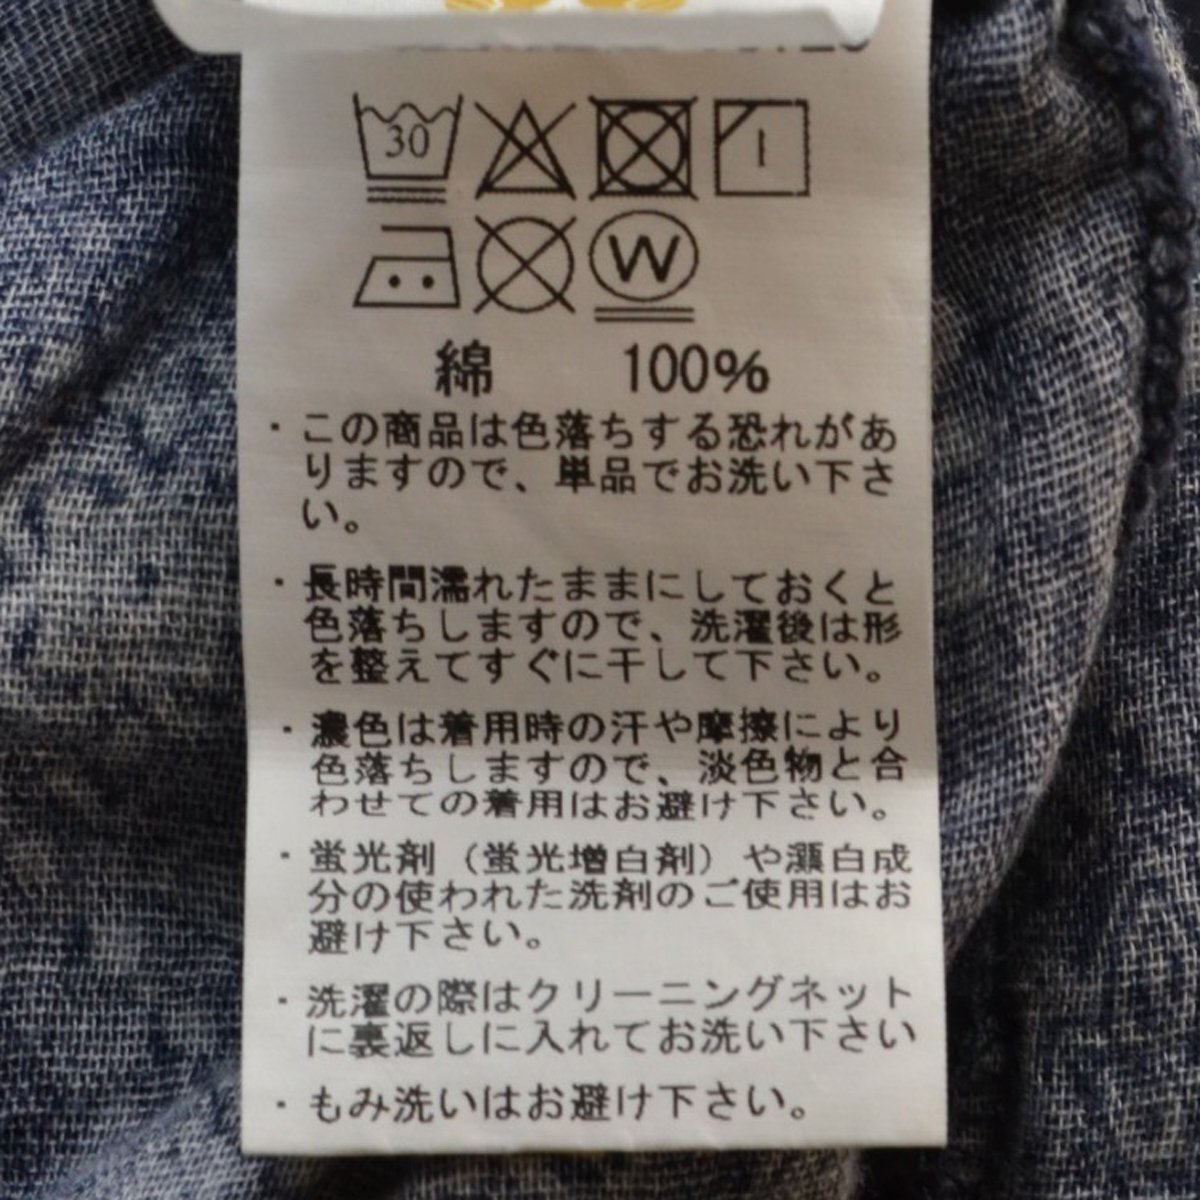 30
W
綿 100%
・この商品は色落ちする恐れがあ
りますので、単品でお洗い下さ
い。
・長時間濡れたままにしておくと
色落ちしますので、洗濯後は形
を整えてすぐに干して下さい。
・濃色は着用時の汗や摩擦により
色落ちしますので、淡色物と合
わせての着用はお避け下さい。
・蛍光剤（蛍光増白剤）や漂白成
分の使われた洗剤のご使用はお
避け下さい。
・洗濯の際はクリーニングネット
に裏返しに入れてお洗い下さい
・もみ洗いはお避け下さい。